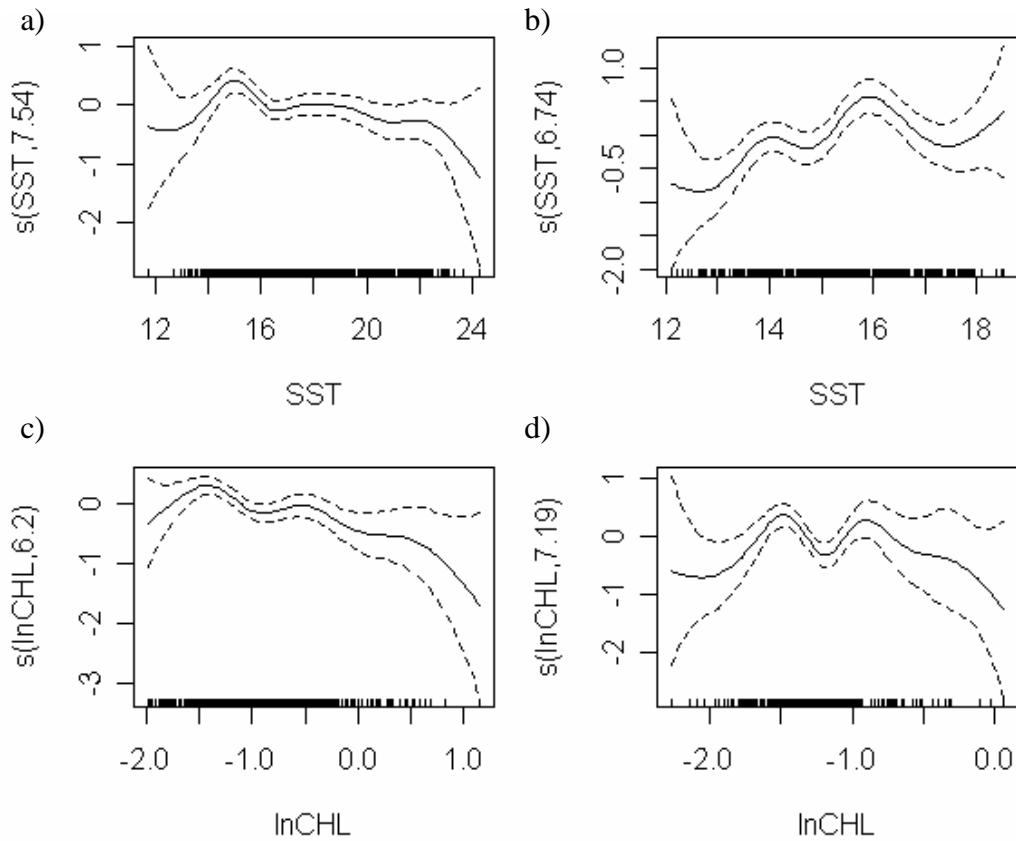 a)
s(SST,7.54)
1
0
-1
-2
12
16
20
24
SST
b)
s(SST,6.74)
1.0
-0.5
-2.0
12
14
16
18
SST
c)
s(lnCHL,6.2)
0
-1
-2
-3
-2.0
-1.0
0.0
1.0
lnCHL
d)
s(lnCHL,7.19)
1
0
-1
-2
-2.0
-1.0
0.0
lnCHL